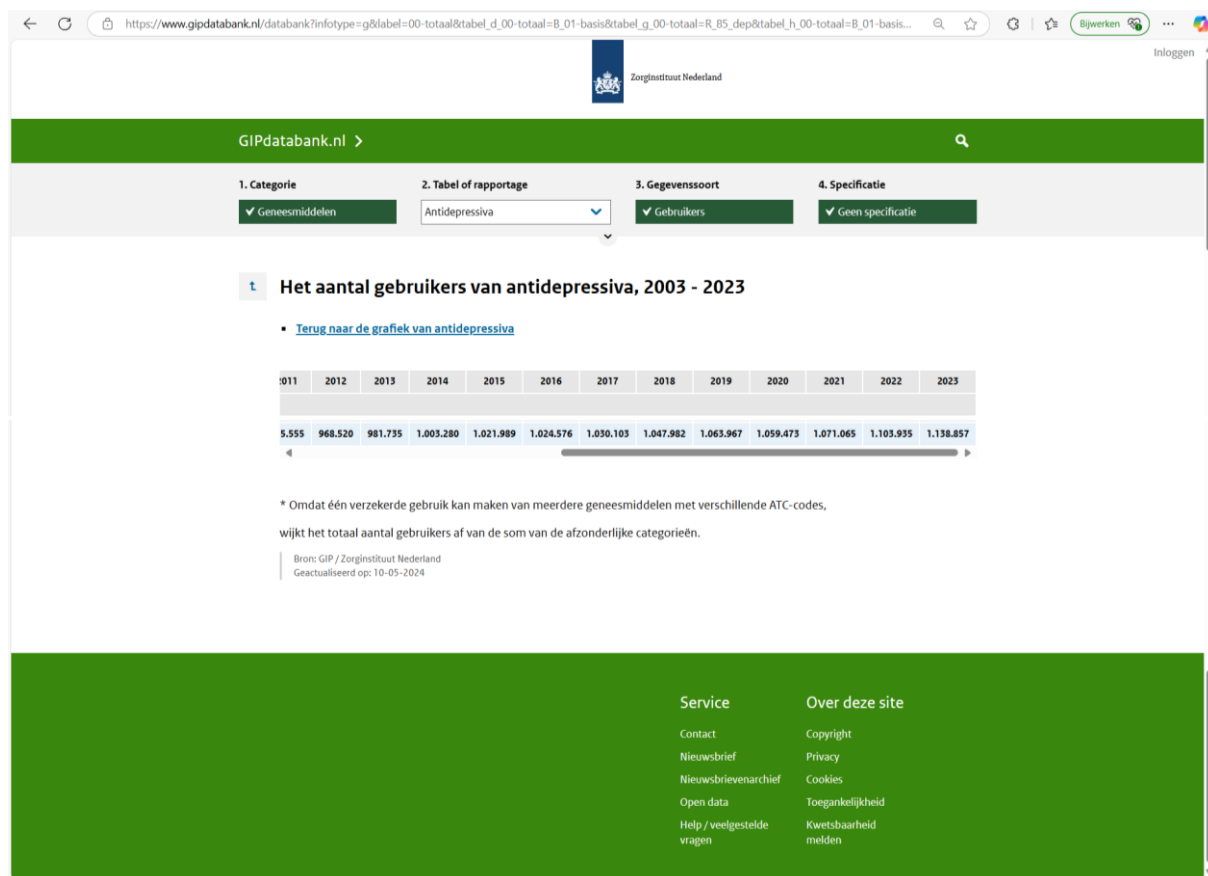 https://www.gipdatabank.nl/databank?infotype=g&label=00-totaal&tabel_d_00-totaal=B_01-basis&tabel_g_00-totaal=R_85_dep&tabel_h_00-totaal=B_01-basis...
Bijwerken
Inloggen
Zorginstituut Nederland
GIPdatabank.nl
1. Categorie 2. Tabel of rapportage 3. Gegevenssoort 4. Specificatie
Geneesmiddelen Antidepressiva Gebruikers Geen specificatie
t Het aantal gebruikers van antidepressiva, 2003 - 2023
Terug naar de grafiek van antidepressiva
2011 2012 2013 2014 2015 2016 2017 2018 2019 2020 2021 2022 2023
5.555 968.520 981.735 1.003.280 1.021.989 1.024.576 1.030.103 1.047.982 1.063.967 1.059.473 1.071.065 1.103.935 1.138.857
* Omdat één verzekerde gebruik kan maken van meerdere geneesmiddelen met verschillende ATC-codes,
wijkt het totaal aantal gebruikers af van de som van de afzonderlijke categorieën.
Bron: GIP / Zorginstituut Nederland
Geactualiseerd op: 10-05-2024
Service Over deze site
Contact Copyright
Nieuwsbrief Privacy
Nieuwsbrievenarchief Cookies
Open data Toegankelijkheid
Help / veelgestelde Kwetsbaarheid
vragen melden